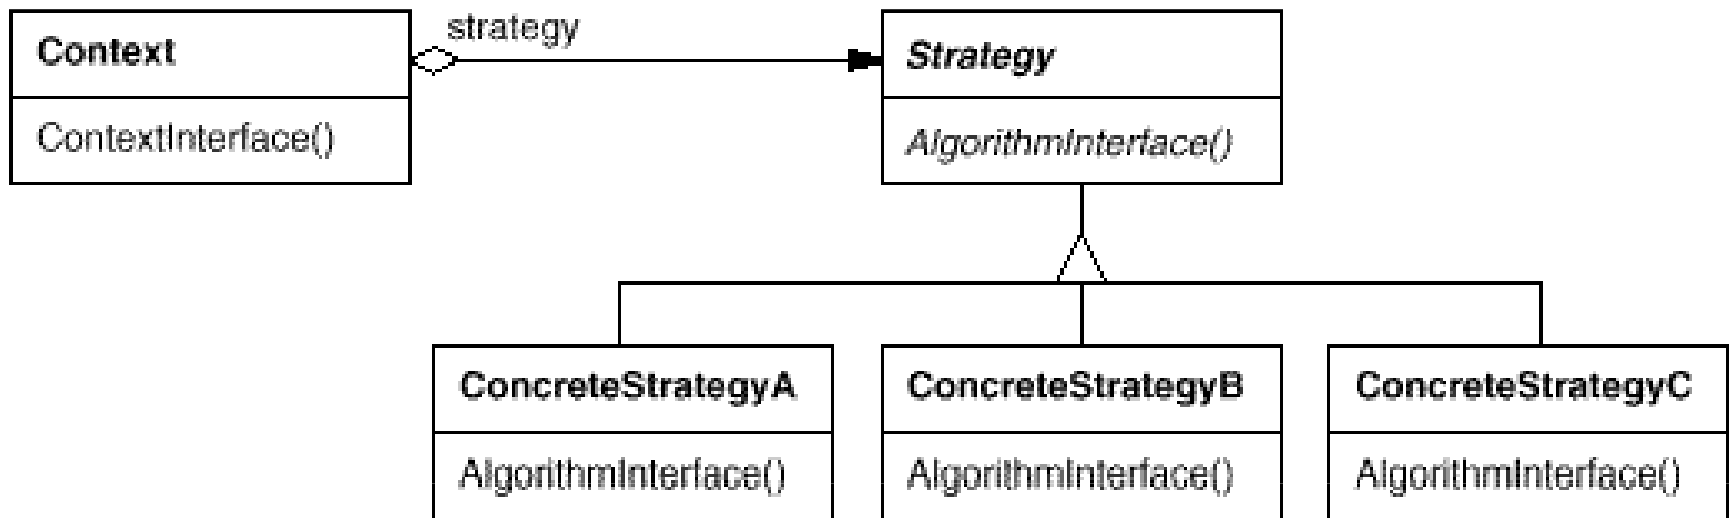 Context
strategy
Strategy
ContextInterface()
AlgorithmInterface()
ConcreteStrategyA
ConcreteStrategyB
ConcreteStrategyC
AlgorithmInterface()
AlgorithmInterface()
AlgorithmInterface()